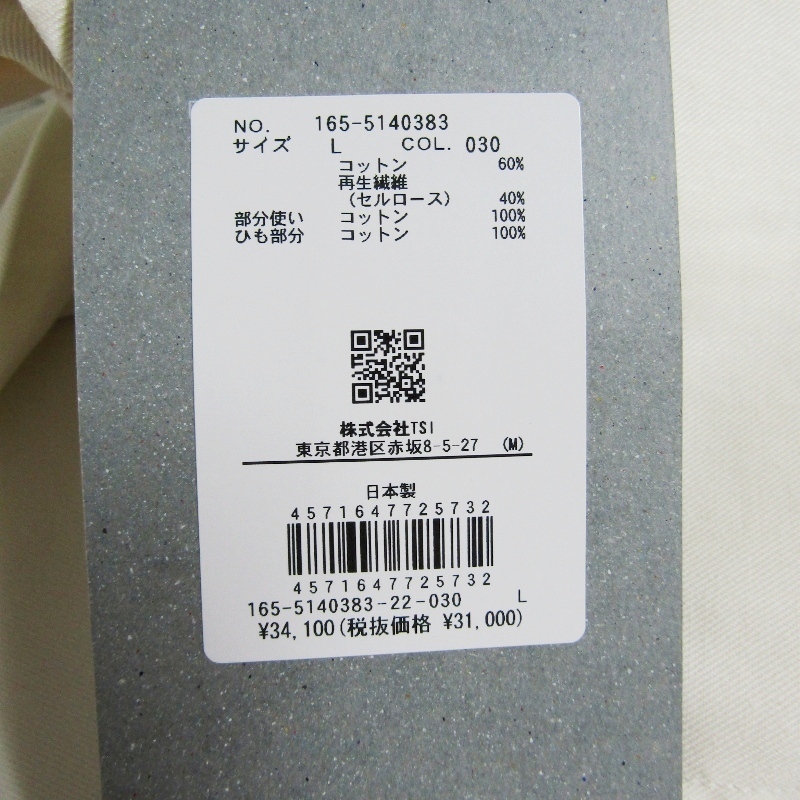 NO. 165-5140383
サイズ L COL. 030
コットン 60%
再生繊維
(セルロース) 40%
部分使い コットン 100%
ひも部分 コットン 100%
株式会社TSI
東京都港区赤坂8-5-27 (M)
日本製
4571647725732
4571647725732
165-5140383-22-030 L
¥34,100(税抜価格 ¥31,000)